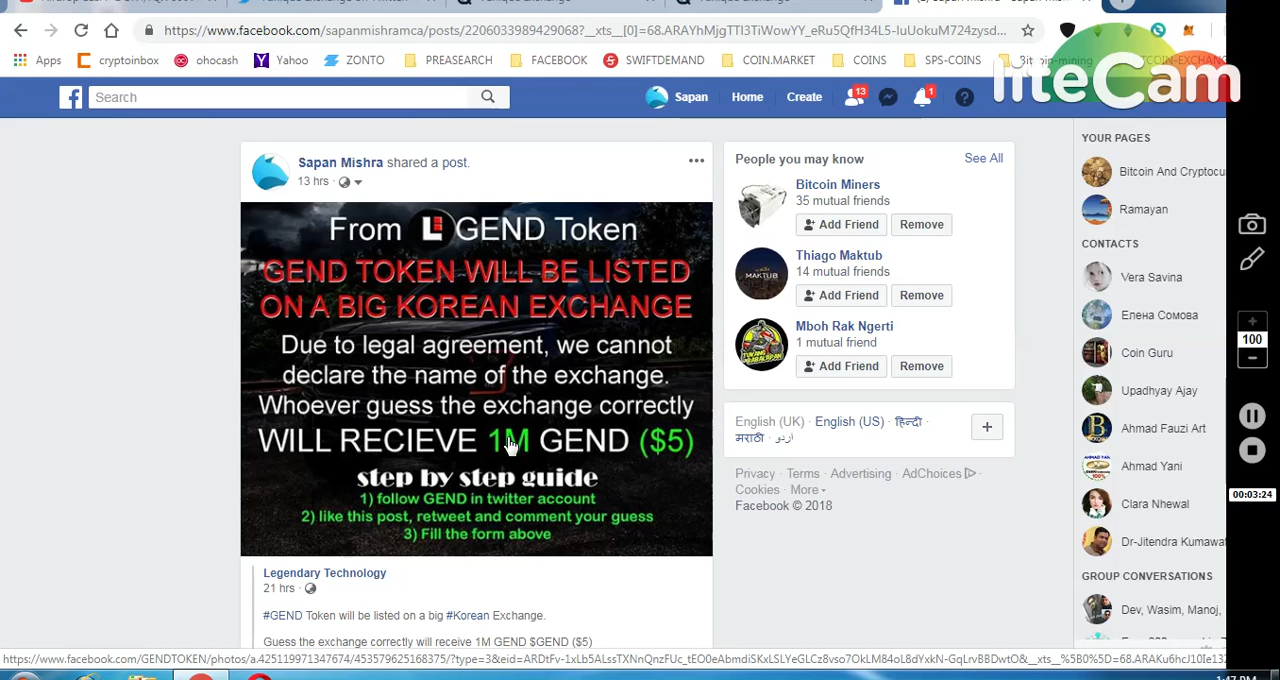 https://www.facebook.com/sapanmishramca/posts/2206033989429068?__xts__[0]=68.ARAYhMjgTTI3TiWowYY_eRu5QfH34L5-IuUokuM724zysd...
Apps
cryptoinbox
ohocash
Yahoo
ZONTO
PREASEARCH
FACEBOOK
SWIFTDEMAND
COIN.MARKET
COINS
SPS-COINS
liteCam
Search
Sapan
Home
Create
13
1
Sapan Mishra shared a post.
13 hrs
From GEND Token
GEND TOKEN WILL BE LISTED
ON A BIG KOREAN EXCHANGE
Due to legal agreement, we cannot
declare the name of the exchange.
Whoever guess the exchange correctly
WILL RECIEVE 1M GEND ($5)
step by step guide
1) follow GEND in twitter account
2) like this post, retweet and comment your guess
3) Fill the form above
Legendary Technology
21 hrs
#GEND Token will be listed on a big #Korean Exchange.
Guess the exchange correctly will receive 1M GEND $GEND ($5)
People you may know
See All
Bitcoin Miners
35 mutual friends
Add Friend
Remove
Thiago Maktub
14 mutual friends
Add Friend
Remove
MAKTUB
Mboh Rak Ngerti
1 mutual friend
Add Friend
Remove
English (UK) · English (US) · हिन्दी ·
मराठी · اردو
Privacy · Terms · Advertising · AdChoices ·
Cookies · More
Facebook © 2018
YOUR PAGES
Bitcoin And Cryptocu
Ramayan
CONTACTS
Vera Savina
Елена Сомова
Coin Guru
Upadhyay Ajay
Ahmad Fauzi Art
Ahmad Yani
Clara Nhewal
Dr-Jitendra Kumawa
GROUP CONVERSATIONS
Dev, Wasim, Manoj,
100
00:03:24
1:47 PM